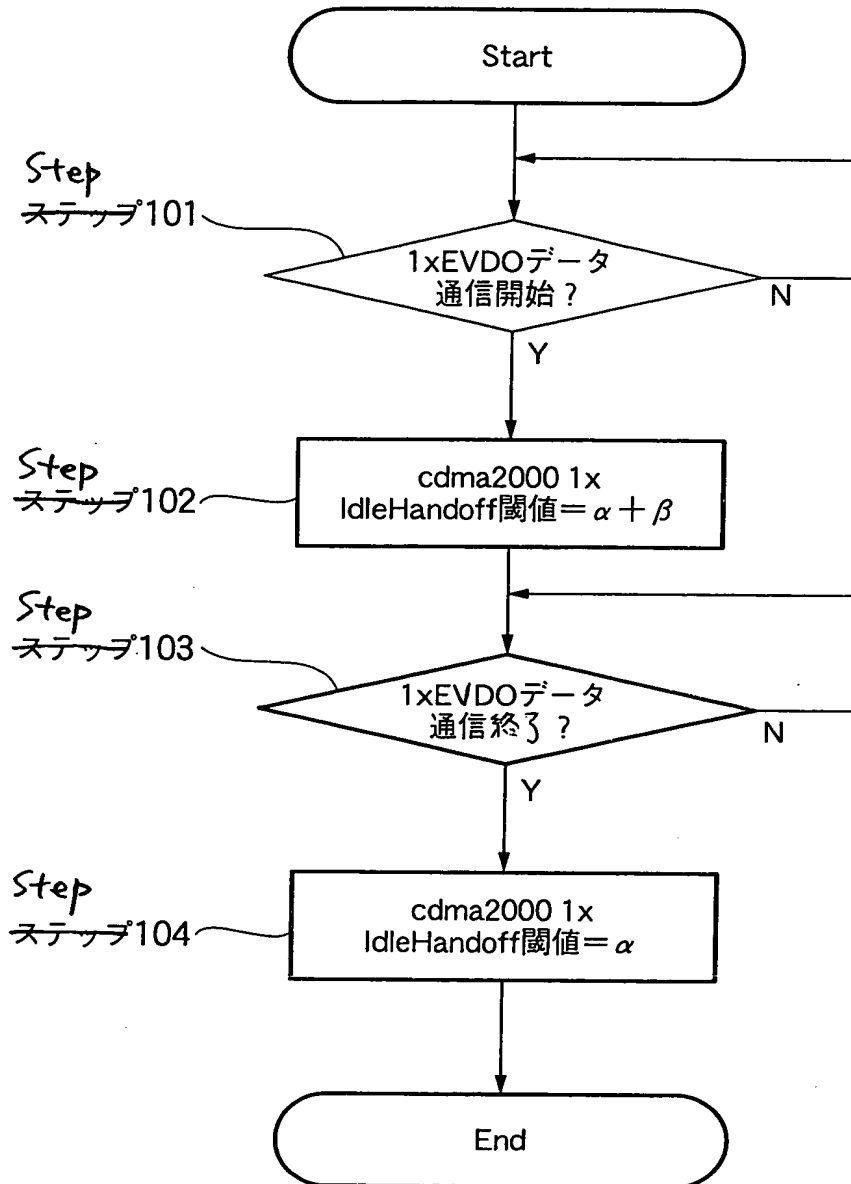 Start
Step
ステップ101
1xEVDOデータ
通信開始？
N
Y
Step
ステップ102
cdma2000 1x
IdleHandoff閾値＝α＋β
Step
ステップ103
1xEVDOデータ
通信終了？
N
Y
Step
ステップ104
cdma2000 1x
IdleHandoff閾値＝α
End